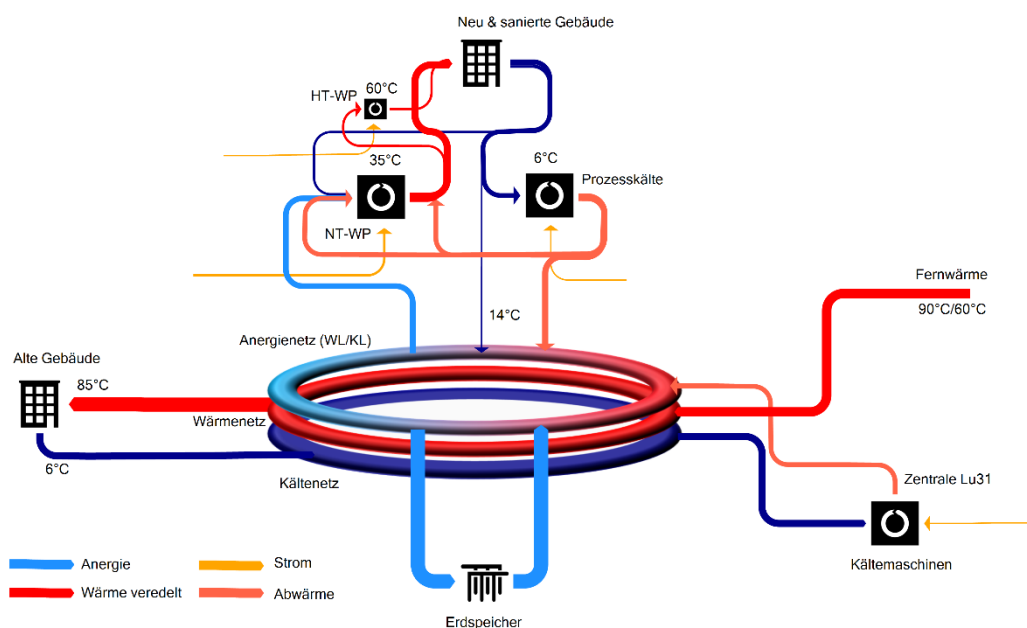 Neu & sanierte Gebäude
HT-WP
60°C
35°C
6°C
Prozesskälte
NT-WP
Fernwärme
90°C/60°C
14°C
Anergienetz (WL/KL)
Alte Gebäude
85°C
Wärmenetz
6°C
Kältenetz
Zentrale Lu31
Kältemaschinen
Anergie
Strom
Wärme veredelt
Abwärme
Erdspeicher